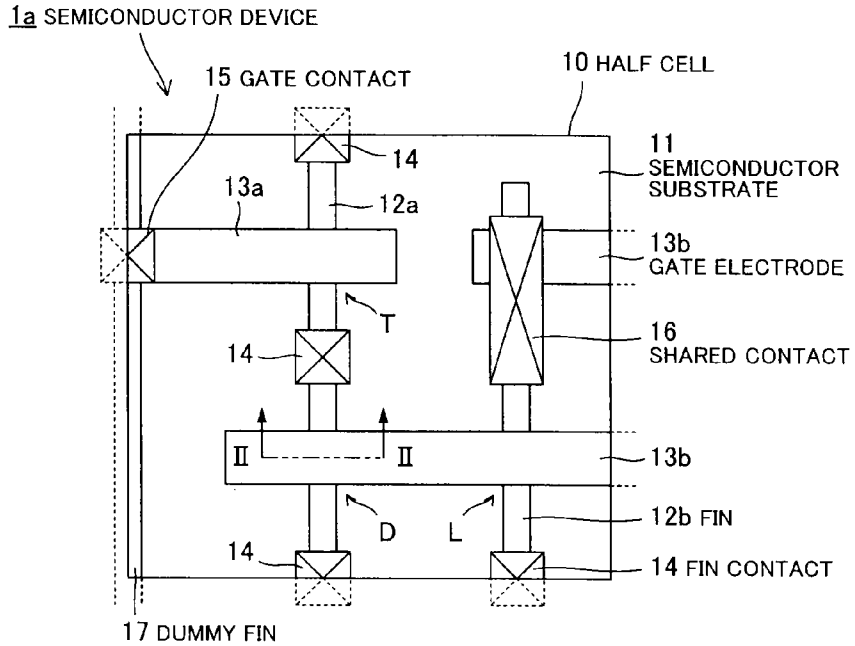 1a SEMICONDUCTOR DEVICE
15 GATE CONTACT
10 HALF CELL
14
11
SEMICONDUCTOR
SUBSTRATE
13a
12a
13b
GATE ELECTRODE
T
14
16
SHARED CONTACT
II II
13b
D
L
12b FIN
14
14 FIN CONTACT
17 DUMMY FIN